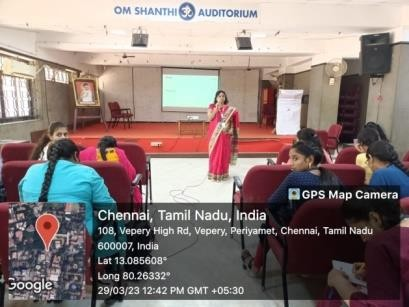 OM SHANTHI ॐ AUDITORIUM
GPS Map Camera
Chennai, Tamil Nadu, India
108, Vepery High Rd, Vepery, Periyamet, Chennai, Tamil Nadu
600007, India
Lat 13.085608°
Long 80.26332°
29/03/23 12:42 PM GMT +05:30
Google